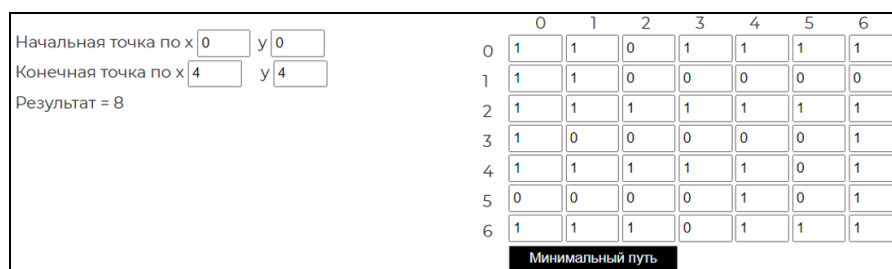 Начальная точка по x 0 y 0
Конечная точка по x 4 y 4
Результат = 8
0 1 2 3 4 5 6
0 1 1 0 1 1 1 1
1 1 1 0 0 0 0 0
2 1 1 1 1 1 1 1
3 1 0 0 0 0 0 1
4 1 1 1 1 1 0 1
5 0 0 0 0 1 0 1
6 1 1 1 0 1 1 1
Минимальный путь